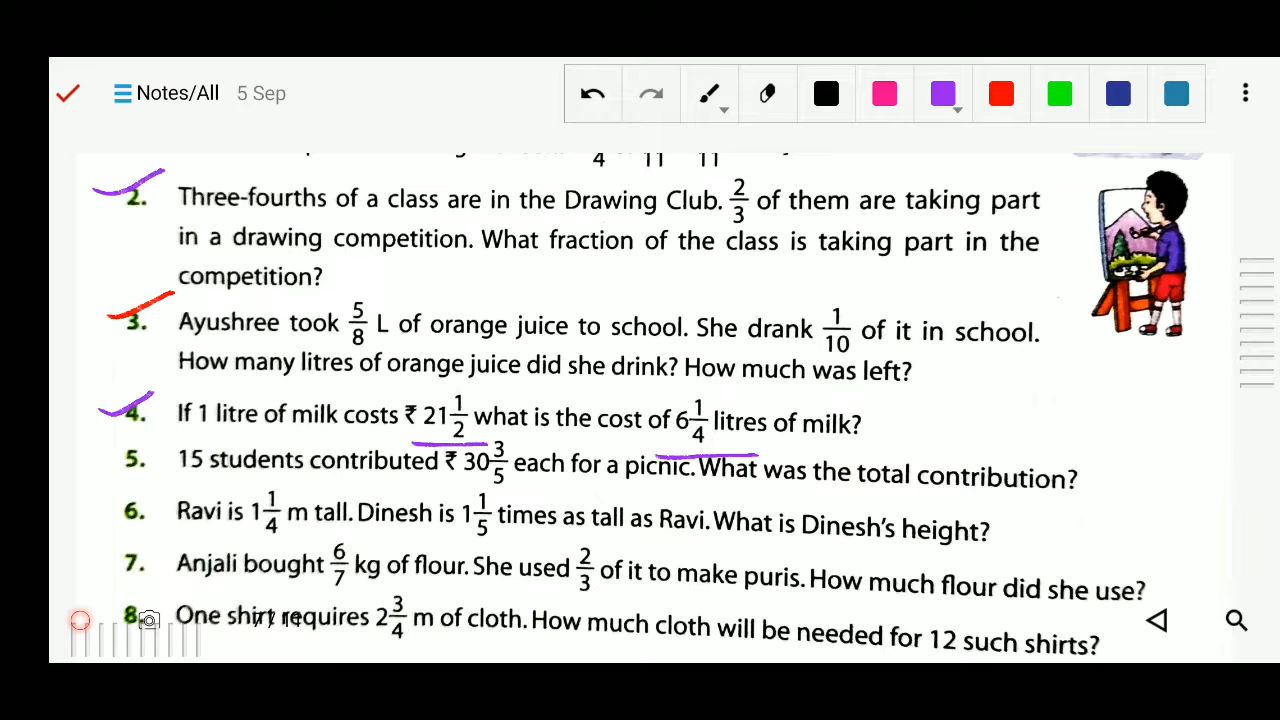 Notes/All 5 Sep
4 11 11
2. Three-fourths of a class are in the Drawing Club. 2/3 of them are taking part
in a drawing competition. What fraction of the class is taking part in the
competition?
3. Ayushree took 5/8 L of orange juice to school. She drank 1/10 of it in school.
How many litres of orange juice did she drink? How much was left?
4. If 1 litre of milk costs ₹ 21 1/2 what is the cost of 6 1/4 litres of milk?
5. 15 students contributed ₹ 30 3/5 each for a picnic. What was the total contribution?
6. Ravi is 1 1/4 m tall. Dinesh is 1 1/5 times as tall as Ravi. What is Dinesh's height?
7. Anjali bought 6/7 kg of flour. She used 2/3 of it to make puris. How much flour did she use?
8. One shirt requires 2 3/4 m of cloth. How much cloth will be needed for 12 such shirts?